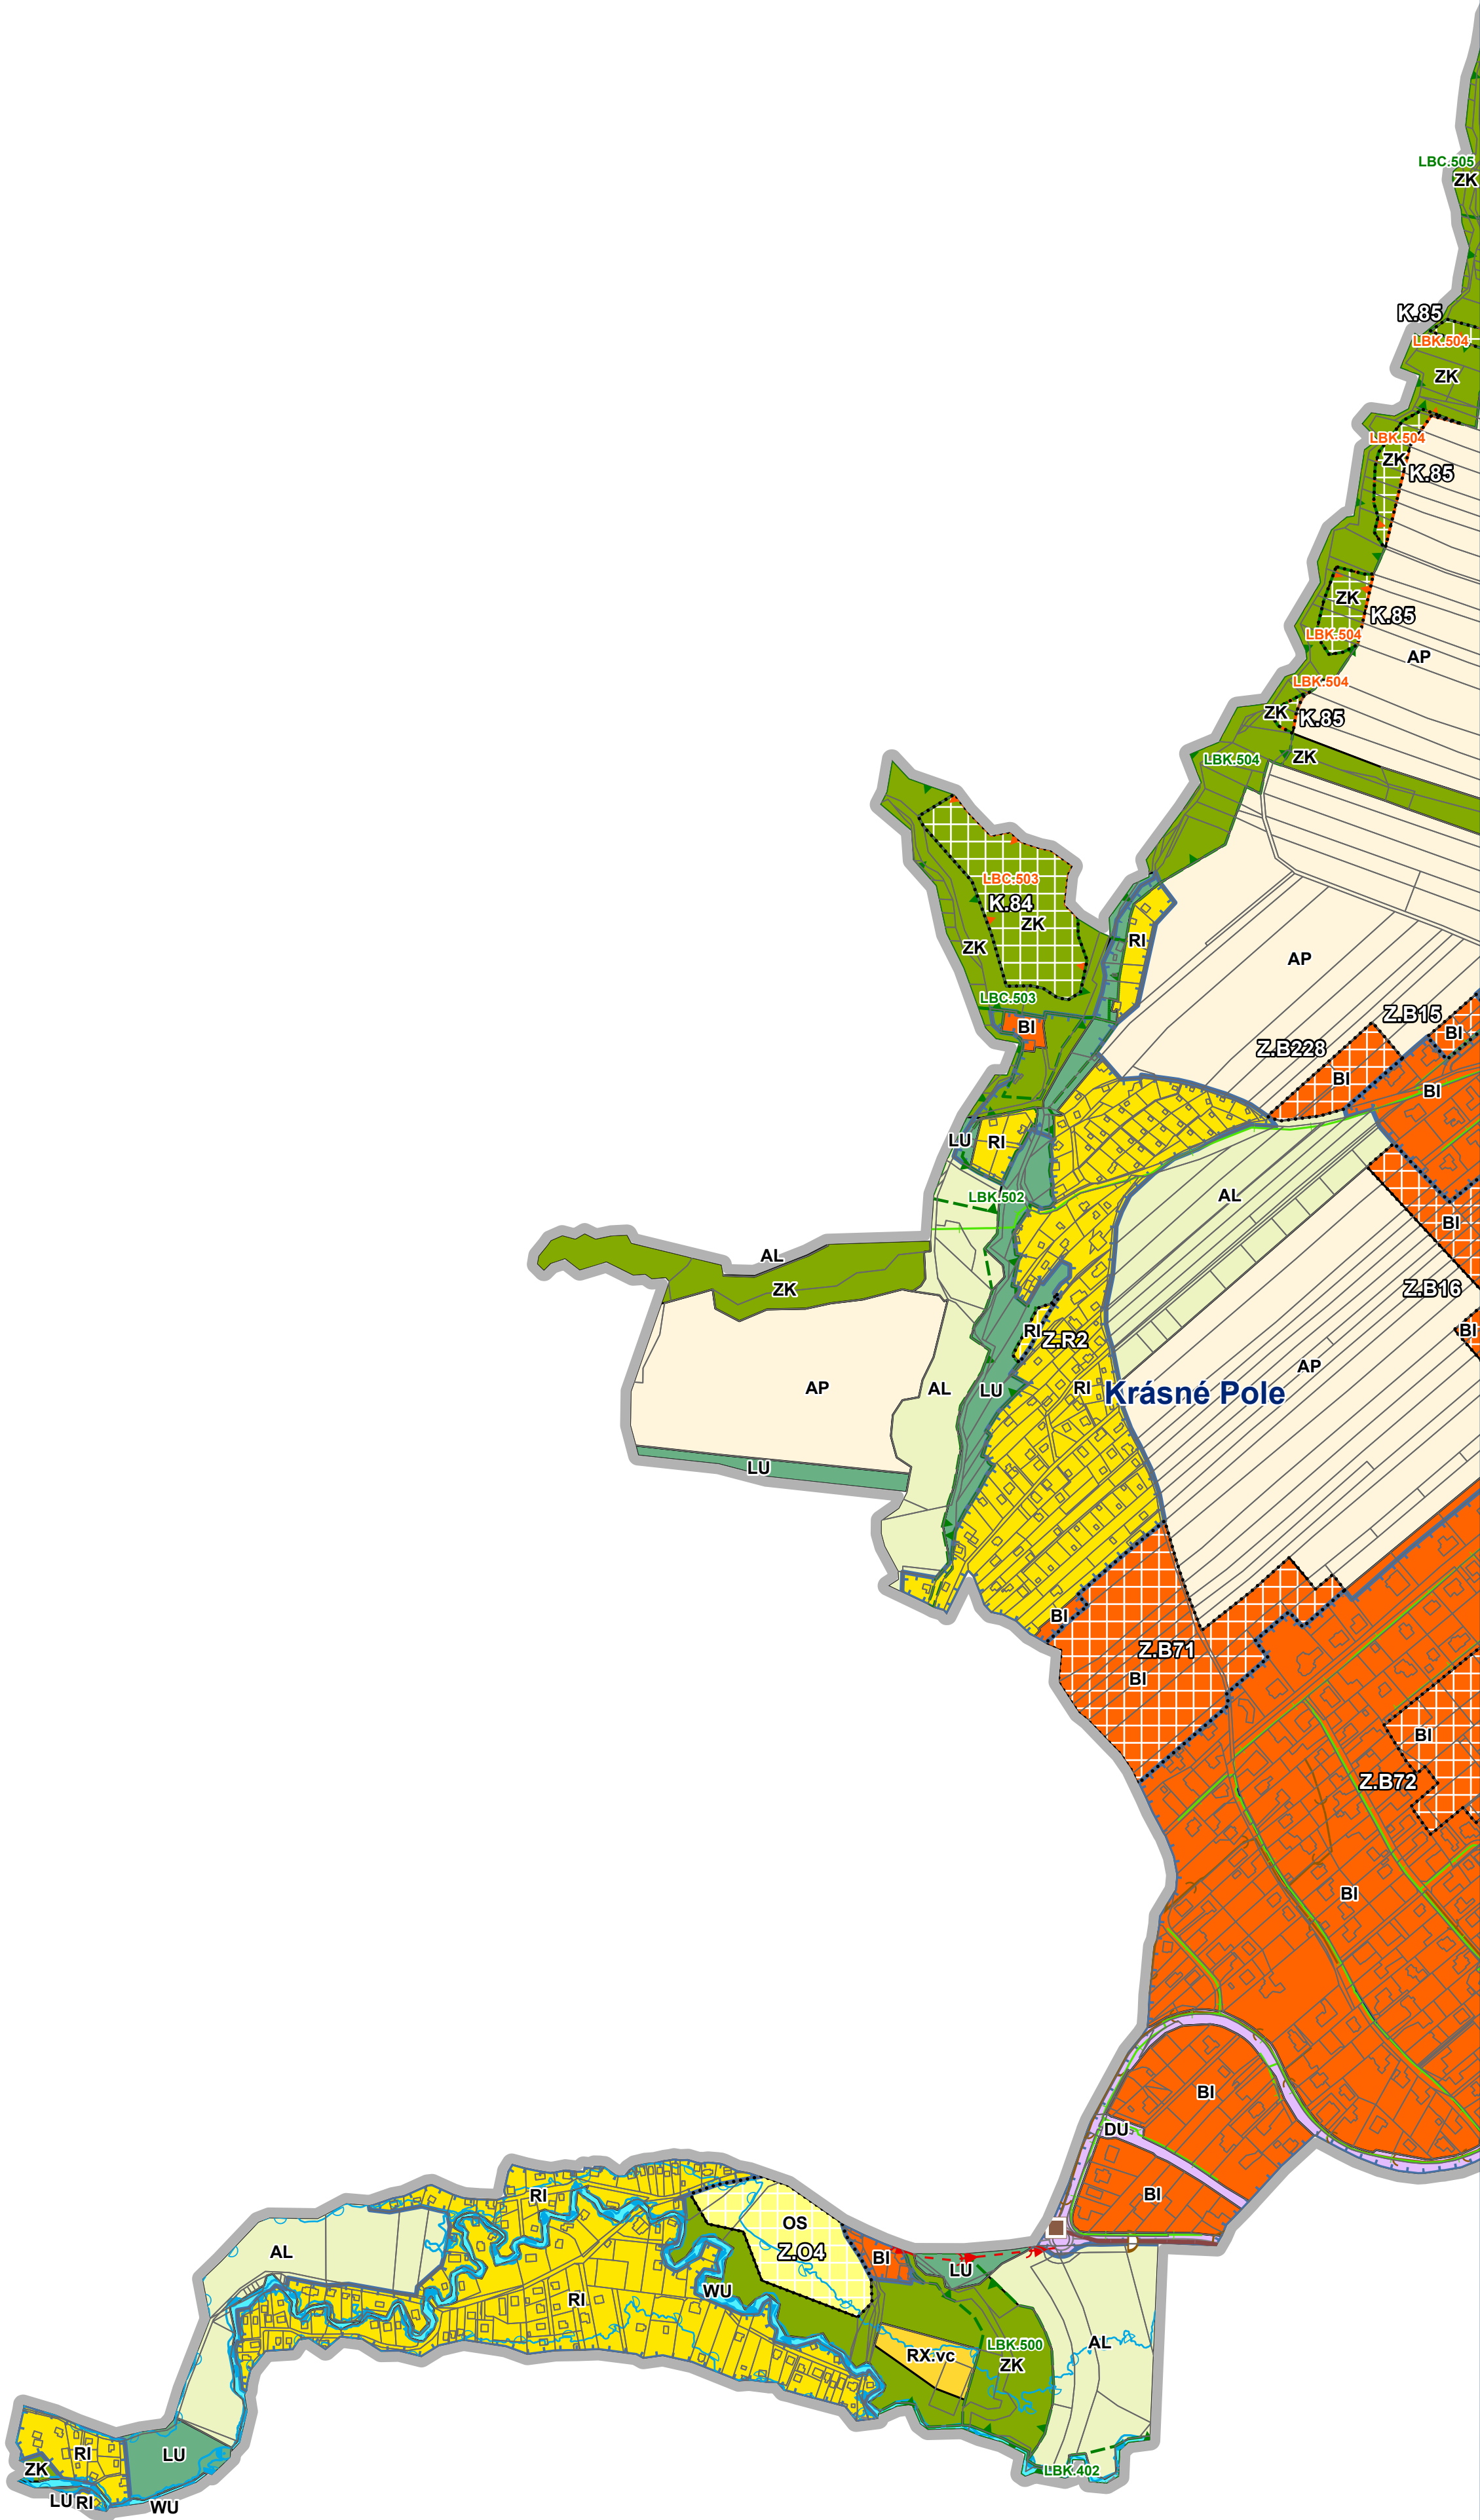 LBC.505
ZK
K.85
LBK.504
ZK
LBK.504
ZK
K.85
ZK
K.85
LBK.504
AP
LBK.504
ZK
K.85
LBK.504
ZK
LBC.503
K.84
ZK
RI
ZK
AP
LBC.503
Z.B15
BI
BI
Z.B228
BI
BI
LU
RI
LBK.502
AL
BI
AL
ZK
Z.B16
RI
Z.R2
BI
AP
AP
AL
LU
RI
Krásné Pole
LU
BI
Z.B71
BI
BI
Z.B72
BI
BI
DU
BI
RI
OS
AL
Z.O4
BI
LU
WU
RI
AL
LBK.500
RX.vc
ZK
RI
LU
ZK
LBK.402
LU
RI
WU